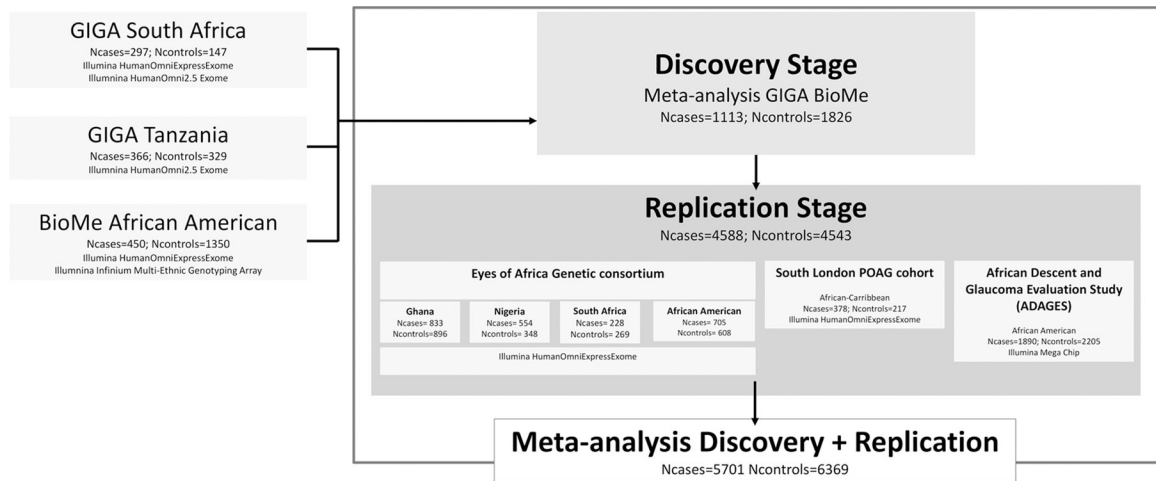 GIGA South Africa
Ncases=297; Ncontrols=147
Illumina HumanOmniExpressExome
Illumnina HumanOmni2.5 Exome
GIGA Tanzania
Ncases=366; Ncontrols=329
Illumnina HumanOmni2.5 Exome
BioMe African American
Ncases=450; Ncontrols=1350
Illumina HumanOmniExpressExome
Illumnina Infinium Multi-Ethnic Genotyping Array
Discovery Stage
Meta-analysis GIGA BioMe
Ncases=1113; Ncontrols=1826
Replication Stage
Ncases=4588; Ncontrols=4543
Eyes of Africa Genetic consortium
Ghana
Ncases= 833
Ncontrols=896
Nigeria
Ncases= 554
Ncontrols= 348
South Africa
Ncases= 228
Ncontrols= 269
African American
Ncases= 705
Ncontrols= 608
Illumina HumanOmniExpressExome
South London POAG cohort
African-Carribbean
Ncases=378; Ncontrols=217
Illumina HumanOmniExpressExome
African Descent and
Glaucoma Evaluation Study
(ADAGES)
African American
Ncases=1890; Ncontrols=2205
Illumina Mega Chip
Meta-analysis Discovery + Replication
Ncases=5701 Ncontrols=6369